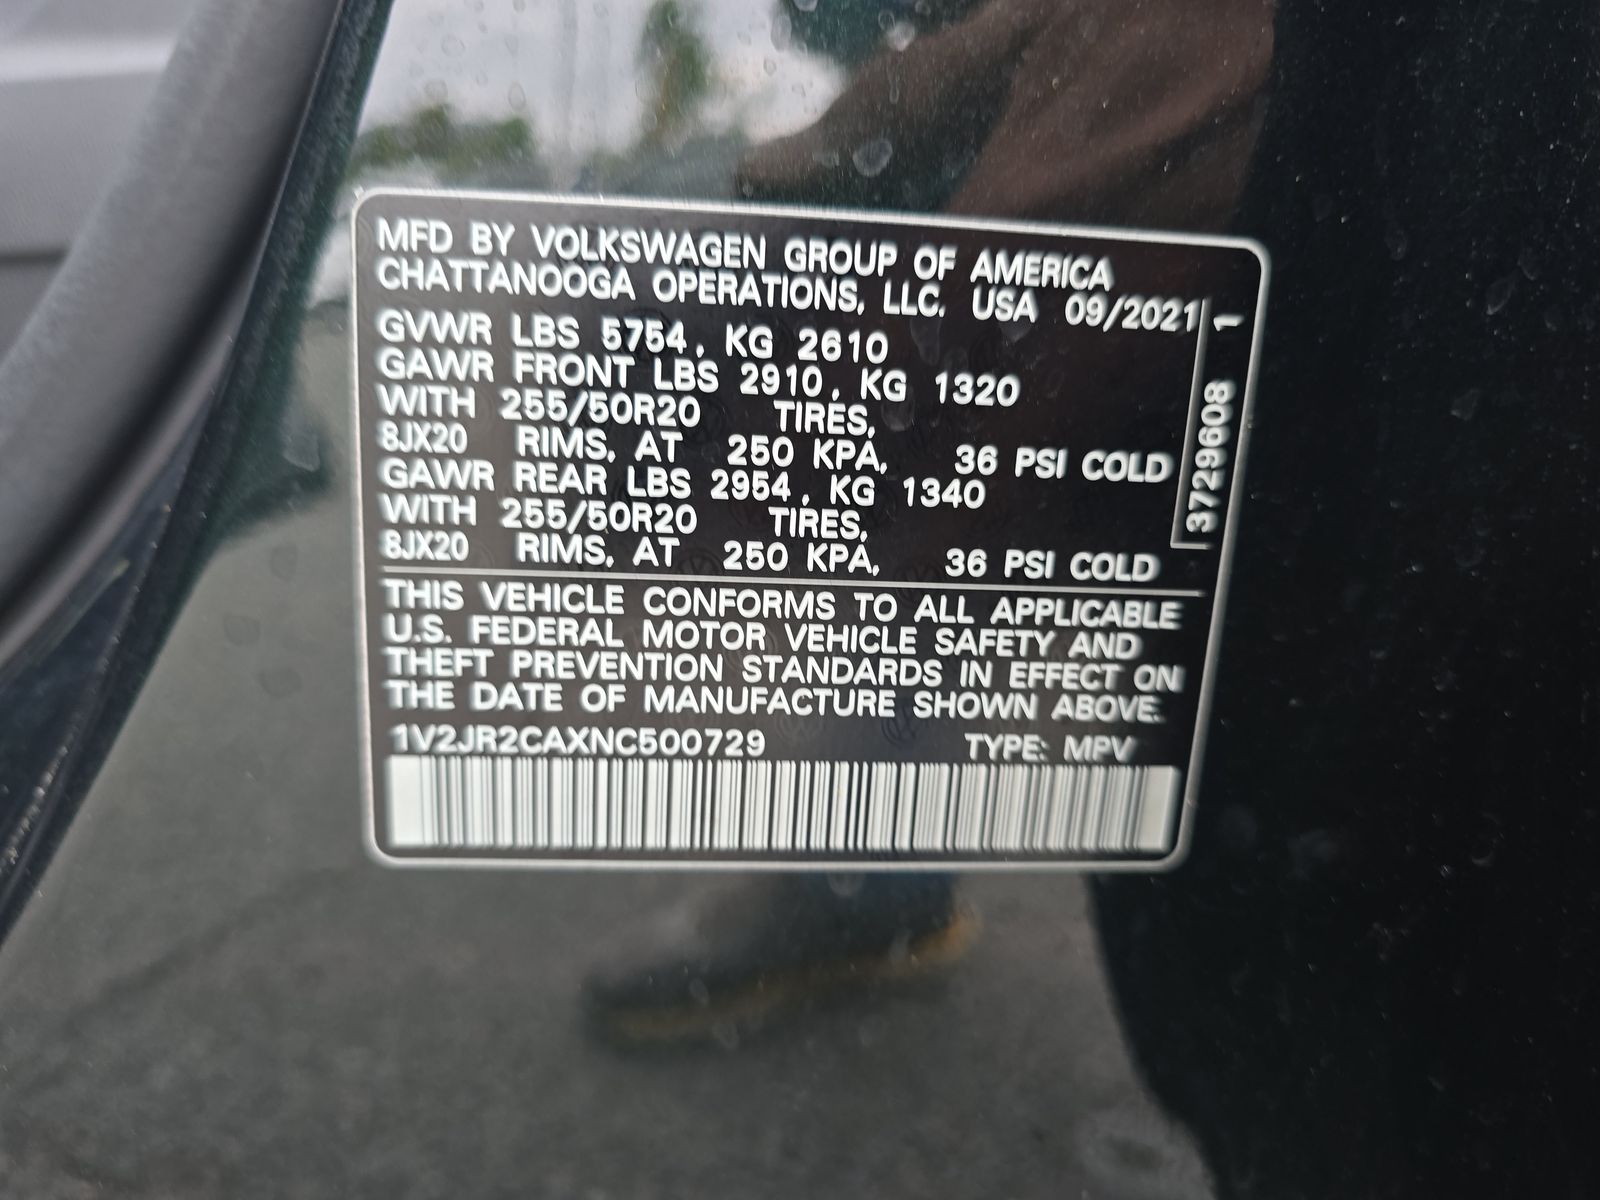 MFD BY VOLKSWAGEN GROUP OF AMERICA
CHATTANOOGA OPERATIONS, LLC. USA 09/2021
GVWR LBS 5754, KG 2610
GAWR FRONT LBS 2910, KG 1320
WITH 255/50R20 TIRES,
8JX20 RIMS, AT 250 KPA, 36 PSI COLD
GAWR REAR LBS 2954, KG 1340
WITH 255/50R20 TIRES,
8JX20 RIMS, AT 250 KPA, 36 PSI COLD
3729608 1
THIS VEHICLE CONFORMS TO ALL APPLICABLE
U.S. FEDERAL MOTOR VEHICLE SAFETY AND
THEFT PREVENTION STANDARDS IN EFFECT ON
THE DATE OF MANUFACTURE SHOWN ABOVE.
1V2JR2CAXNC500729 TYPE: MPV